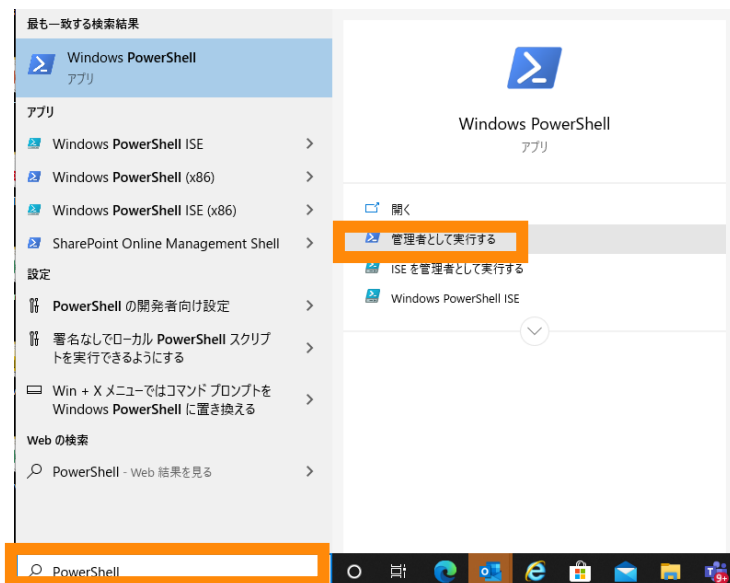 最も一致する検索結果
Windows PowerShell
アプリ
アプリ
Windows PowerShell ISE
Windows PowerShell (x86)
Windows PowerShell ISE (x86)
SharePoint Online Management Shell
設定
PowerShell の開発者向け設定
署名なしでローカル PowerShell スクリプ
トを実行できるようにする
Win + X メニューではコマンド プロンプトを
Windows PowerShell に置き換える
Web の検索
PowerShell - Web 結果を見る
PowerShell
Windows PowerShell
アプリ
開く
管理者として実行する
ISE を管理者として実行する
Windows PowerShell ISE
9+